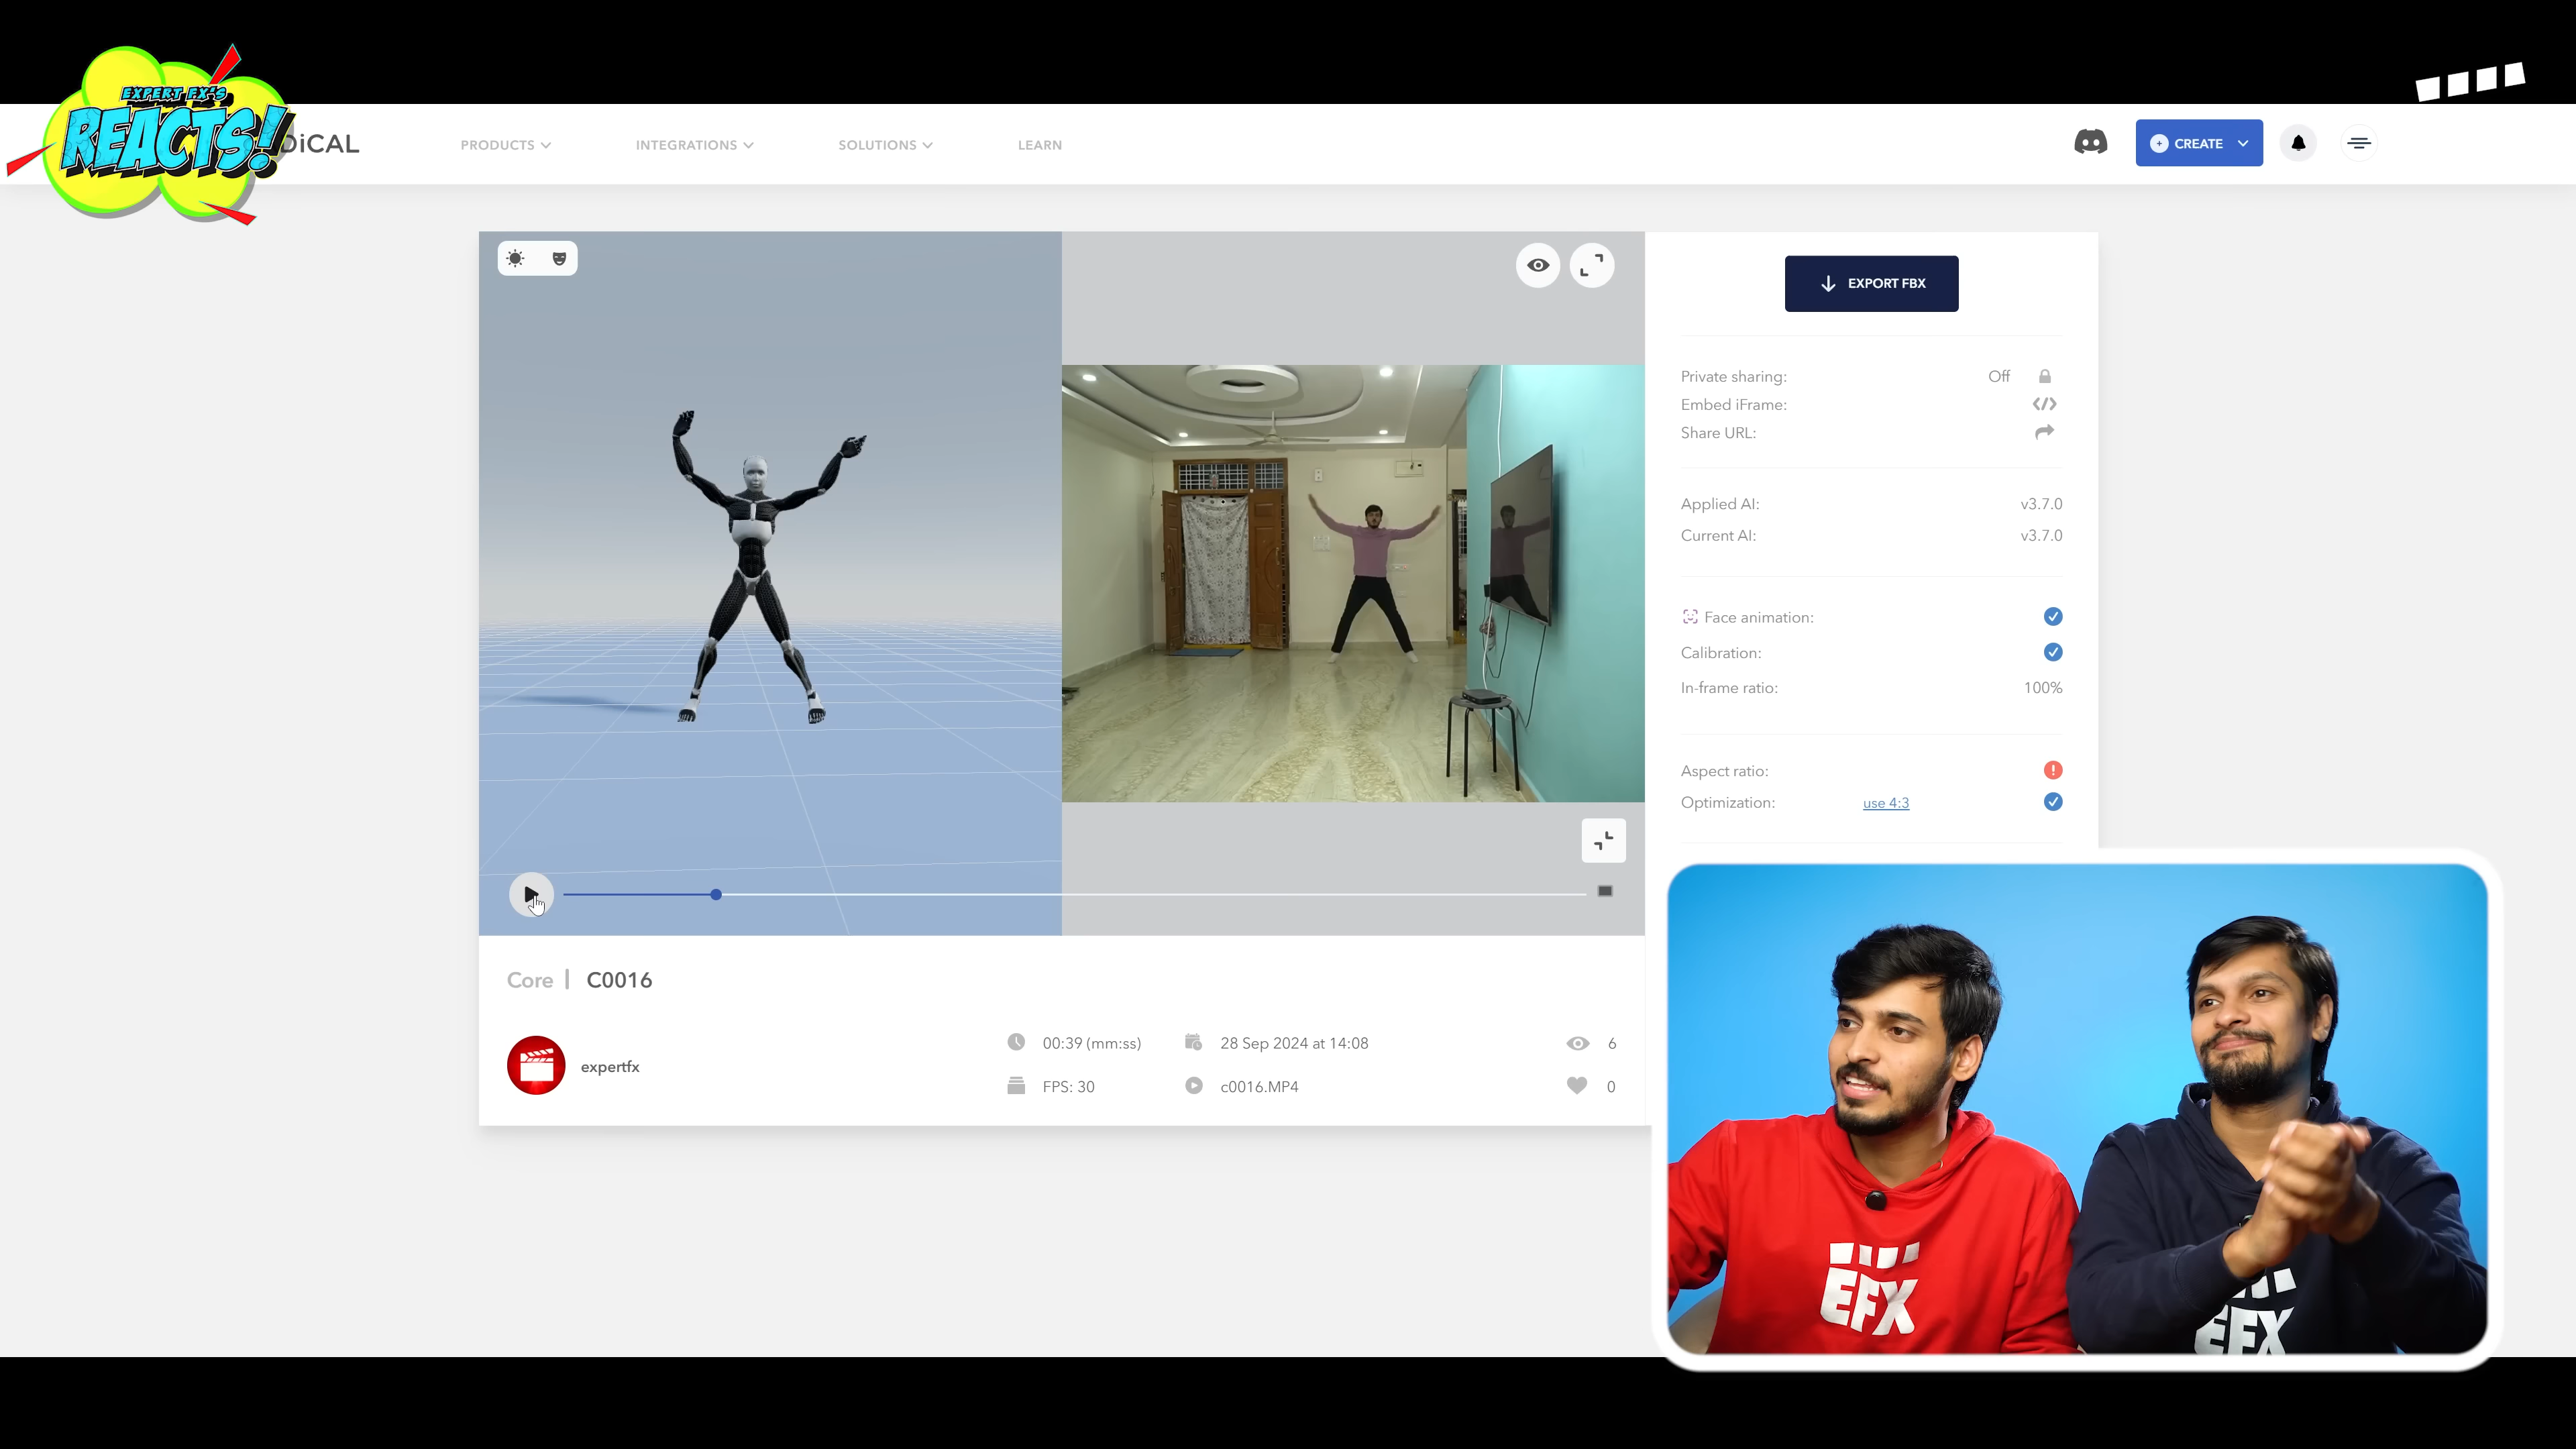 EXPERT FX'S
REACTS!
DiCAL
PRODUCTS
INTEGRATIONS
SOLUTIONS
LEARN
CREATE
EXPORT FBX
Private sharing: Off
Embed iFrame:
Share URL:
Applied AI: v3.7.0
Current AI: v3.7.0
Face animation:
Calibration:
In-frame ratio: 100%
Aspect ratio:
Optimization: use 4:3
Core | C0016
expertfx
00:39 (mm:ss)
28 Sep 2024 at 14:08
6
FPS: 30
c0016.MP4
0
EFX
EFX